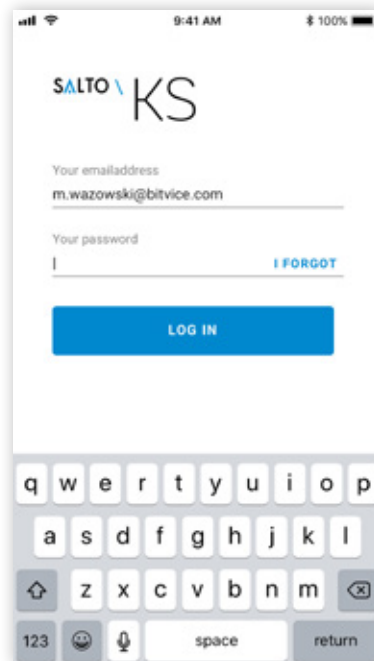 9:41 AM 100%
SALTO \ KS
Your emailaddress
m.wazowski@bitvice.com
Your password
I FORGOT
LOG IN
q w e r t y u i o p
a s d f g h j k l
z x c v b n m
123 space return